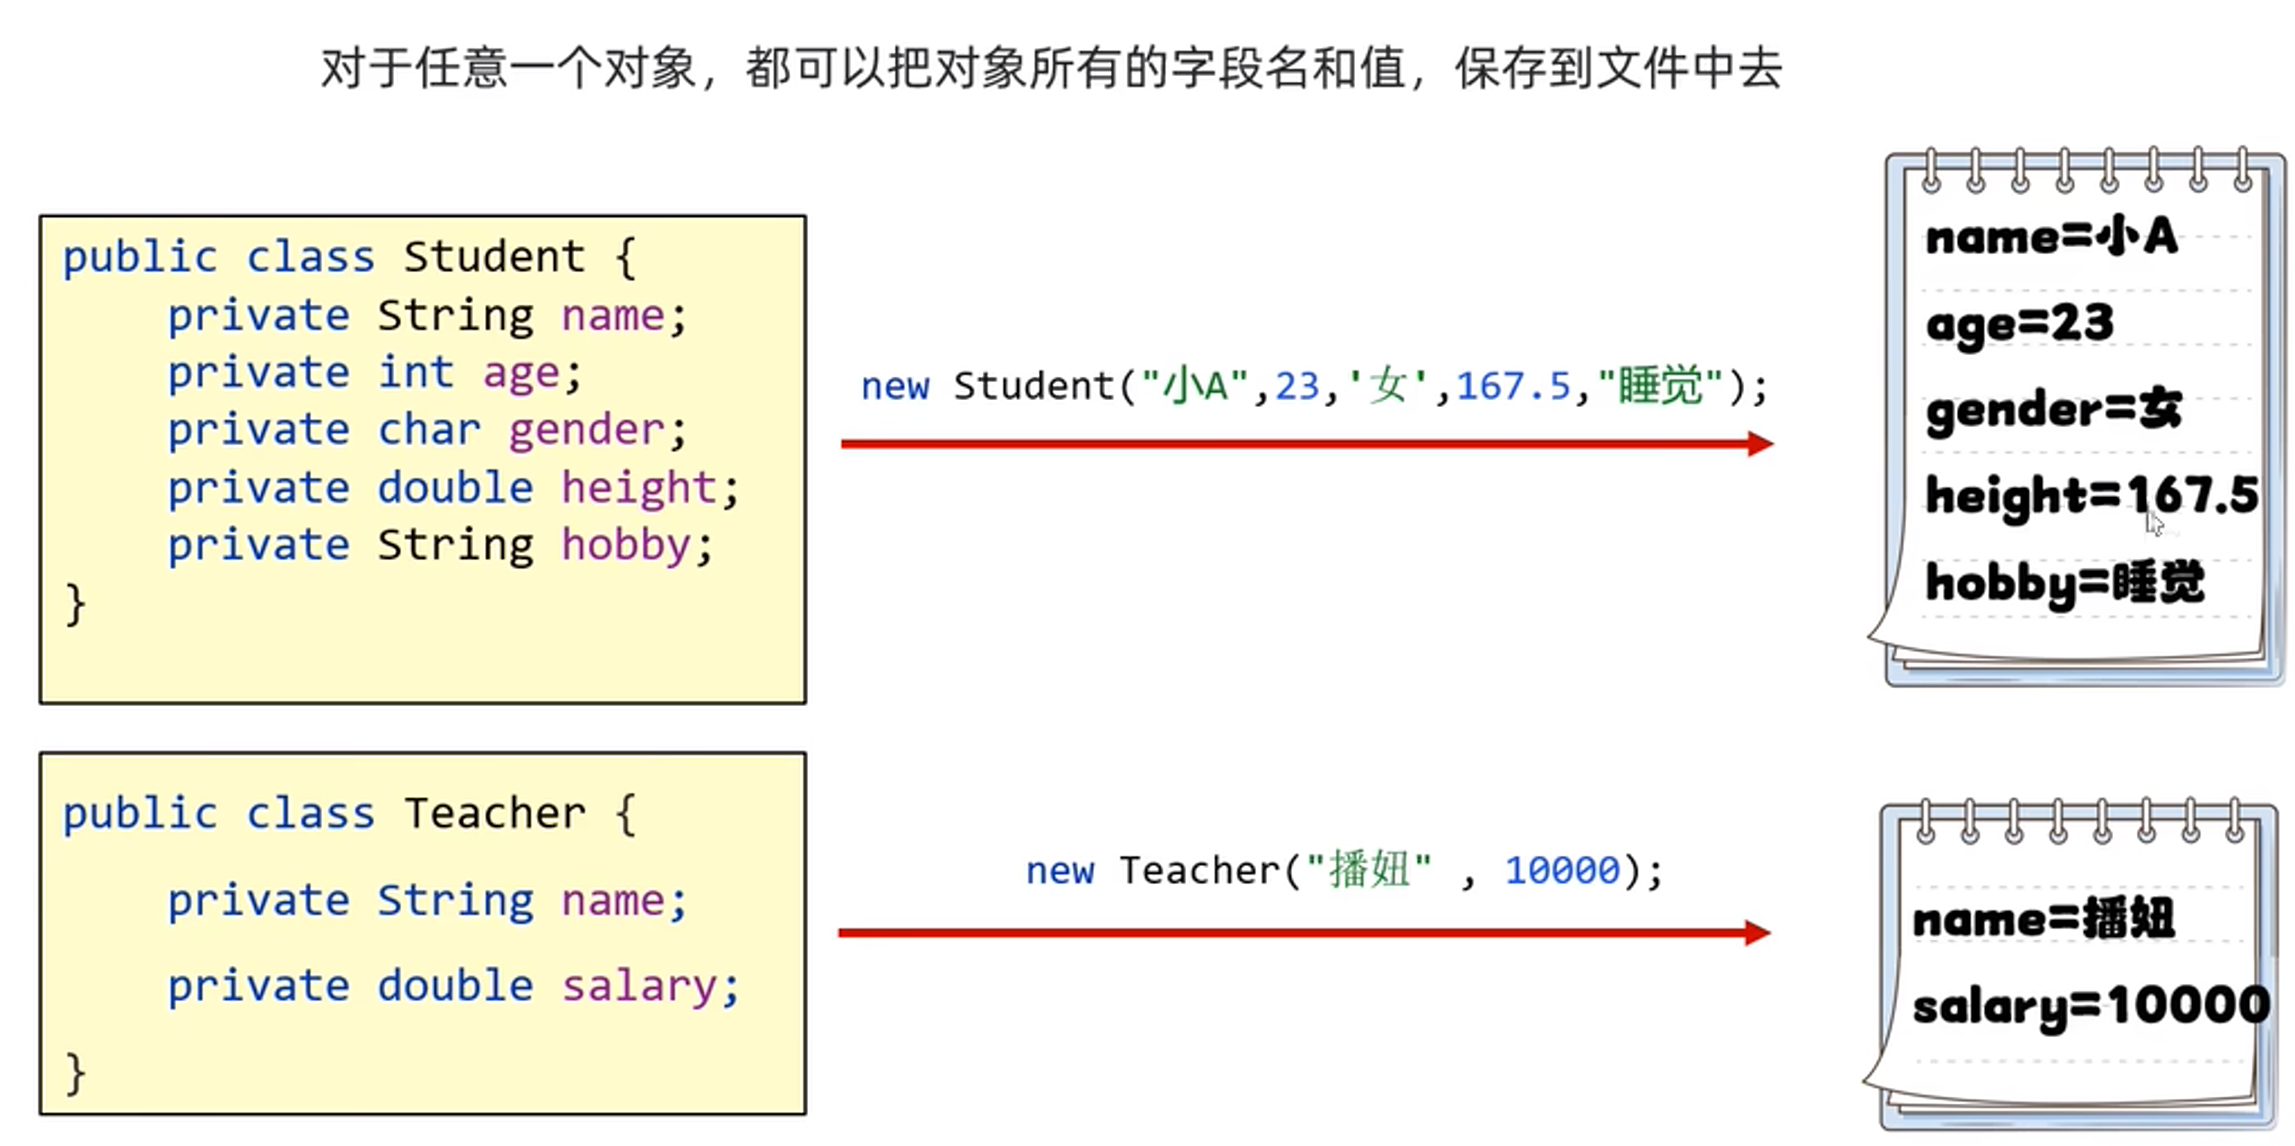 对于任意一个对象，都可以把对象所有的字段名和值，保存到文件中去
public class Student {
    private String name;
    private int age;
    private char gender;
    private double height;
    private String hobby;
}
new Student("小A",23,'女',167.5,"睡觉");
name=小A
age=23
gender=女
height=167.5
hobby=睡觉
public class Teacher {
    private String name;
    private double salary;
}
new Teacher("播妞" , 10000);
name=播妞
salary=10000